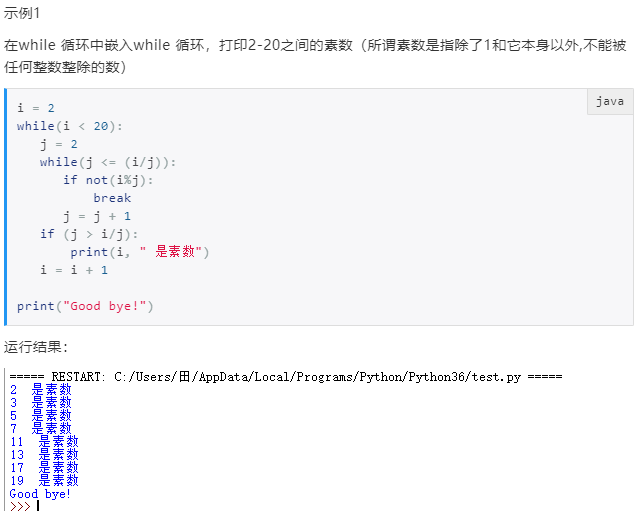 示例1
在while 循环中嵌入while 循环，打印2-20之间的素数（所谓素数是指除了1和它本身以外,不能被
任何整数整除的数）
java
i = 2
while(i < 20):
   j = 2
   while(j <= (i/j)):
      if not(i%j):
          break
      j = j + 1
   if (j > i/j):
       print(i, " 是素数")
   i = i + 1

print("Good bye!")
运行结果：
===== RESTART: C:/Users/田/AppData/Local/Programs/Python/Python36/test.py =====
2  是素数
3  是素数
5  是素数
7  是素数
11  是素数
13  是素数
17  是素数
19  是素数
Good bye!
>>>